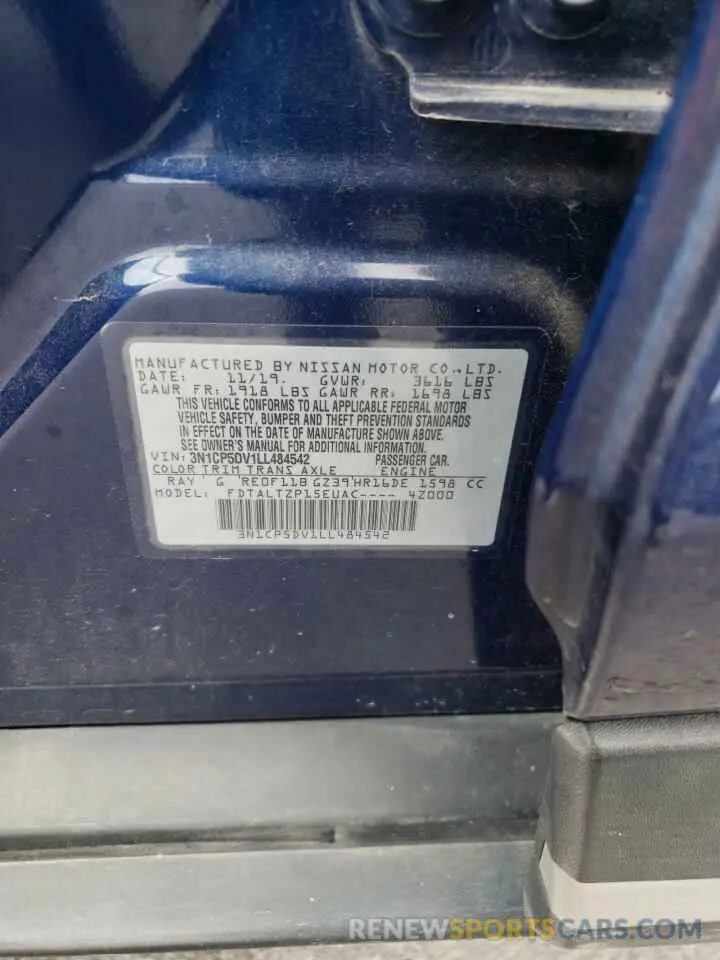 MANUFACTURED BY NISSAN MOTOR CO.,LTD.
DATE: 11/19. GVWR: 3616 LBS
GAWR FR: 1918 LBS GAWR RR: 1698 LBS
THIS VEHICLE CONFORMS TO ALL APPLICABLE FEDERAL MOTOR
VEHICLE SAFETY, BUMPER AND THEFT PREVENTION STANDARDS
IN EFFECT ON THE DATE OF MANUFACTURE SHOWN ABOVE.
SEE OWNER'S MANUAL FOR ADDITIONAL INFORMATION.
VIN: 3N1CP5DV1LL484542 PASSENGER CAR.
COLOR TRIM TRANS AXLE ENGINE
RAY G RE0F11B GZ39 HR16DE 1598 CC
MODEL: FDTALTZP15EUAC---- 4Z000
3N1CP5DV1LL484542
RENEWSPORTSCARS.COM